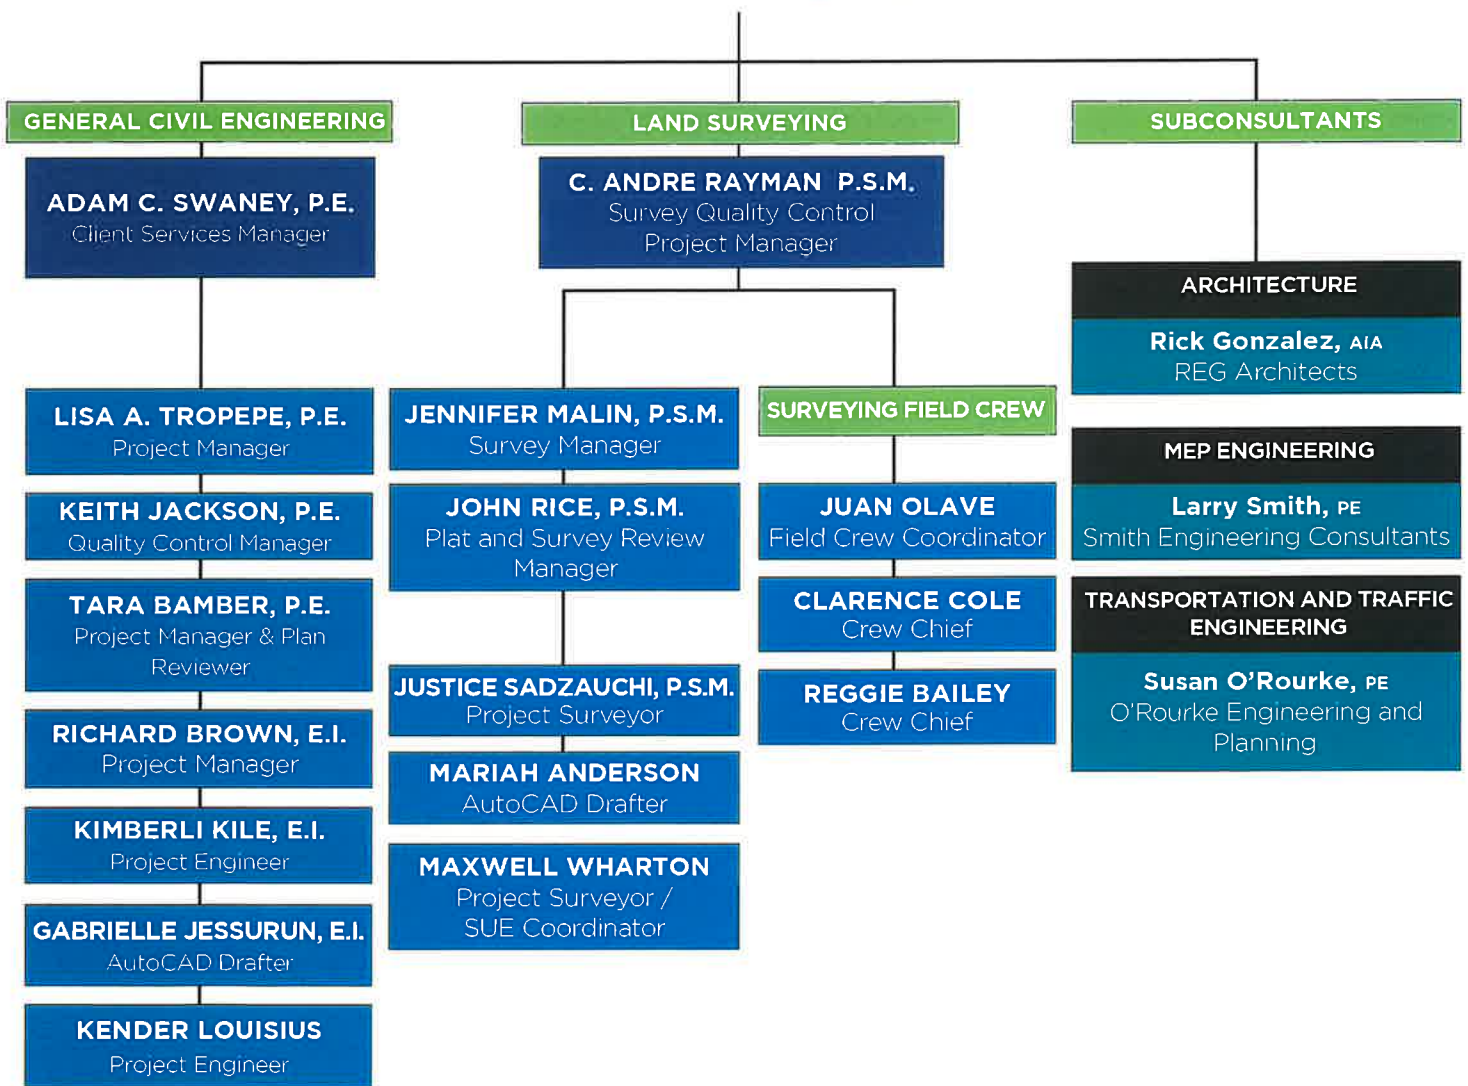 GENERAL CIVIL ENGINEERING
ADAM C. SWANEY, P.E.
Client Services Manager
LISA A. TROPEPE, P.E.
Project Manager
KEITH JACKSON, P.E.
Quality Control Manager
TARA BAMBER, P.E.
Project Manager & Plan
Reviewer
RICHARD BROWN, E.I.
Project Manager
KIMBERLI KILE, E.I.
Project Engineer
GABRIELLE JESSURUN, E.I.
AutoCAD Drafter
KENDER LOUISIUS
Project Engineer
LAND SURVEYING
C. ANDRE RAYMAN P.S.M.
Survey Quality Control
Project Manager
JENNIFER MALIN, P.S.M.
Survey Manager
JOHN RICE, P.S.M.
Plat and Survey Review
Manager
JUSTICE SADZAUCHI, P.S.M.
Project Surveyor
MARIAH ANDERSON
AutoCAD Drafter
MAXWELL WHARTON
Project Surveyor /
SUE Coordinator
SURVEYING FIELD CREW
JUAN OLAVE
Field Crew Coordinator
CLARENCE COLE
Crew Chief
REGGIE BAILEY
Crew Chief
SUBCONSULTANTS
ARCHITECTURE
Rick Gonzalez, AIA
REG Architects
MEP ENGINEERING
Larry Smith, PE
Smith Engineering Consultants
TRANSPORTATION AND TRAFFIC
ENGINEERING
Susan O'Rourke, PE
O'Rourke Engineering and
Planning